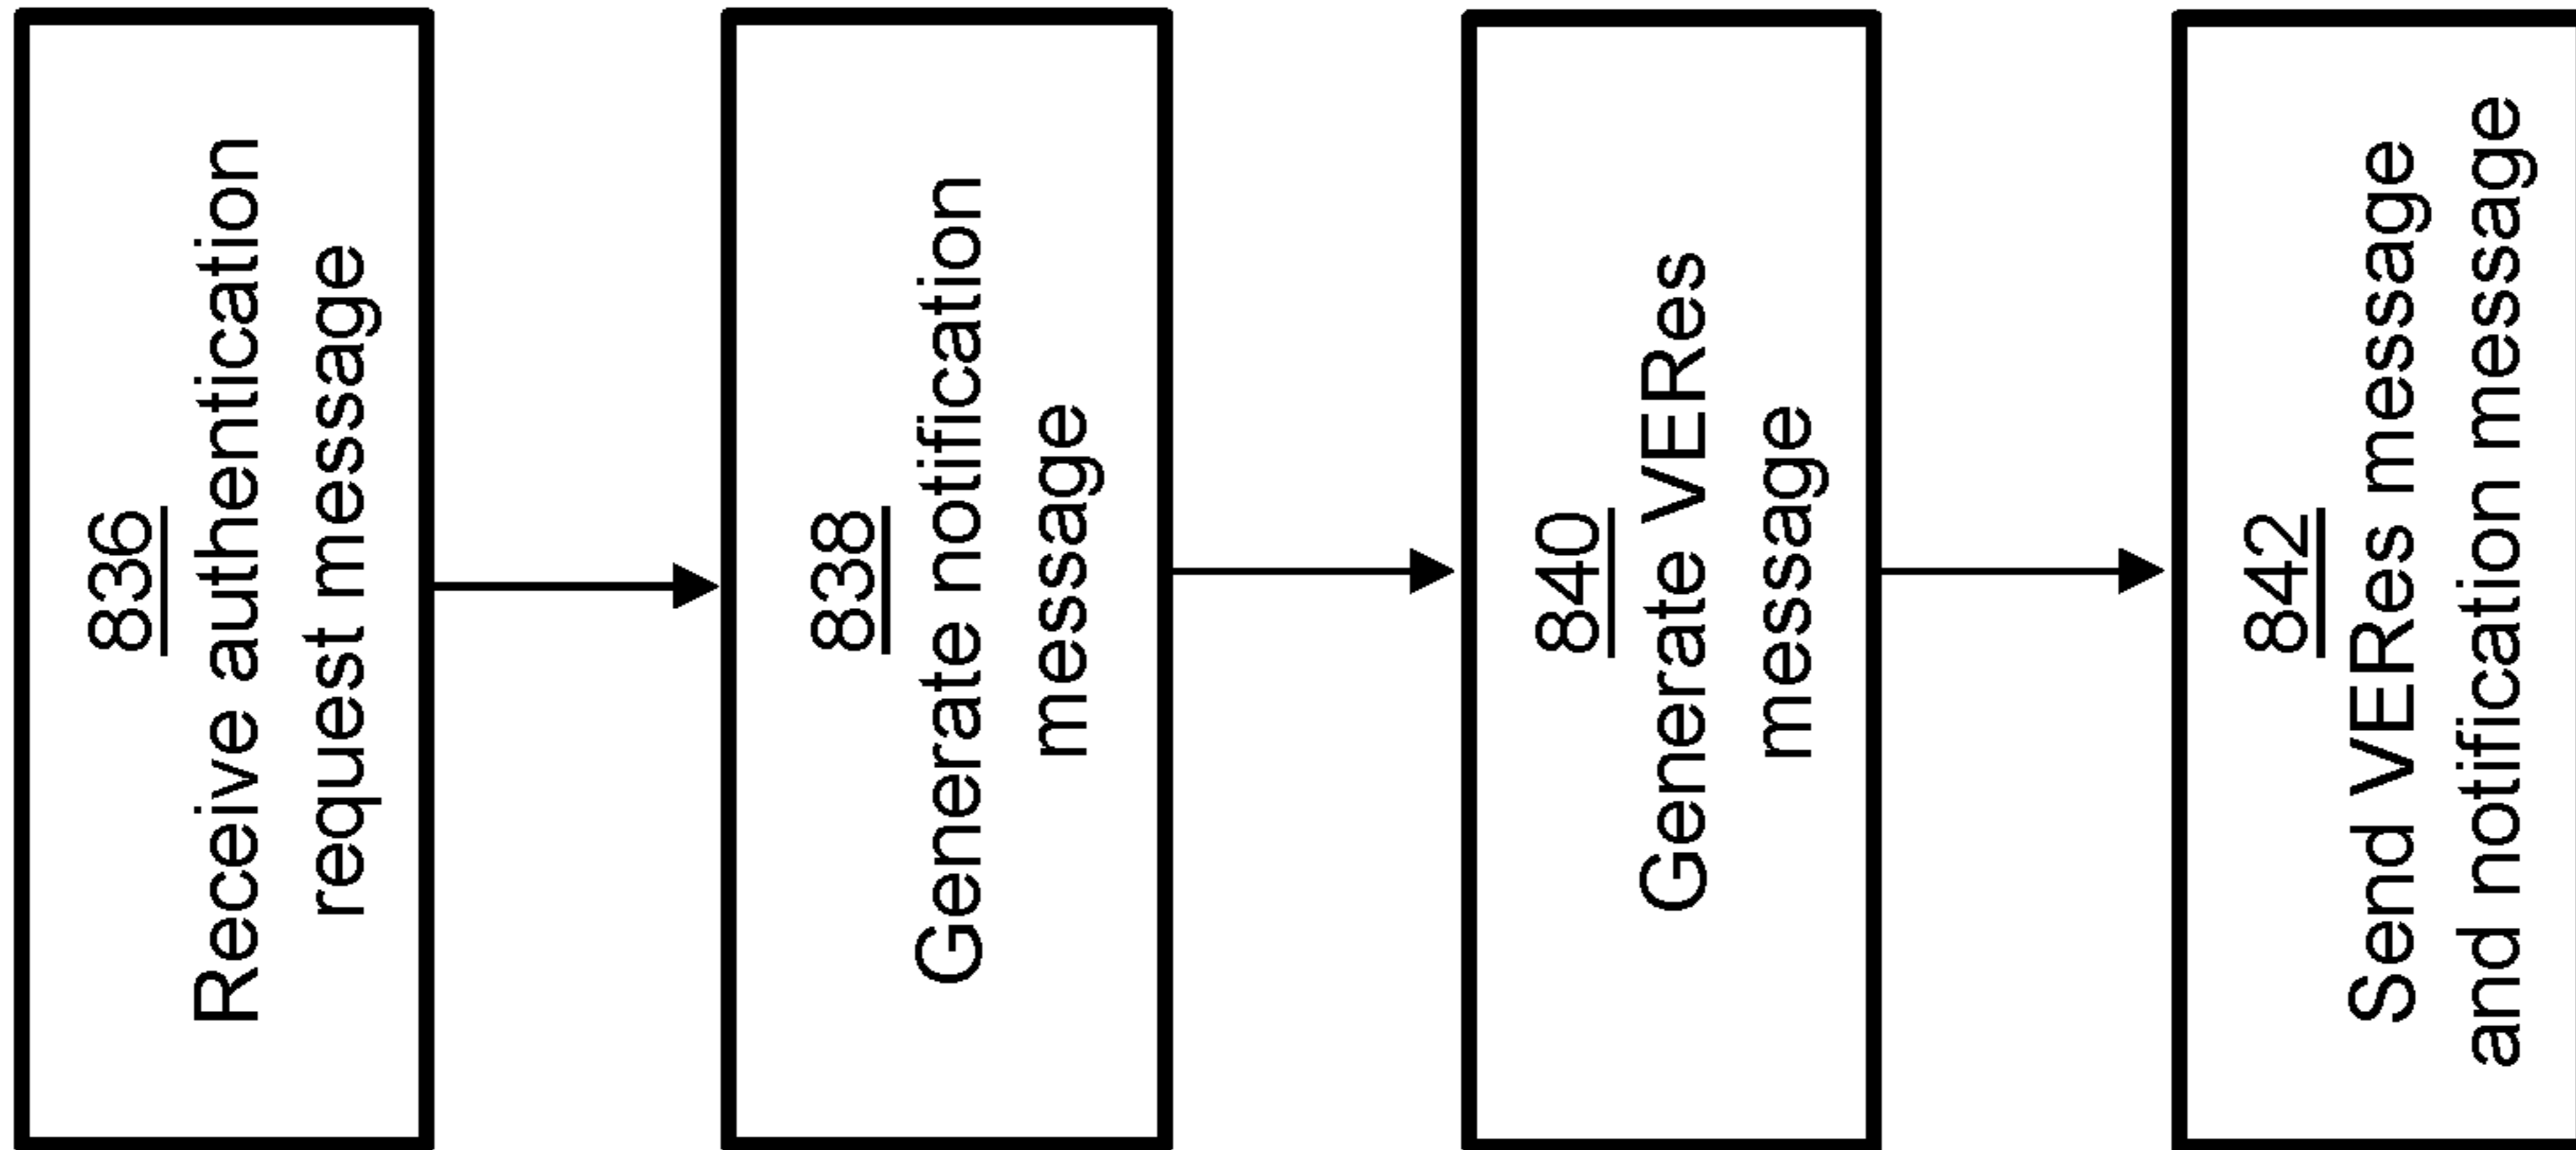 836
Receive authentication
request message
838
Generate notification
message
840
Generate VERes
message
842
Send VERes message
and notification message